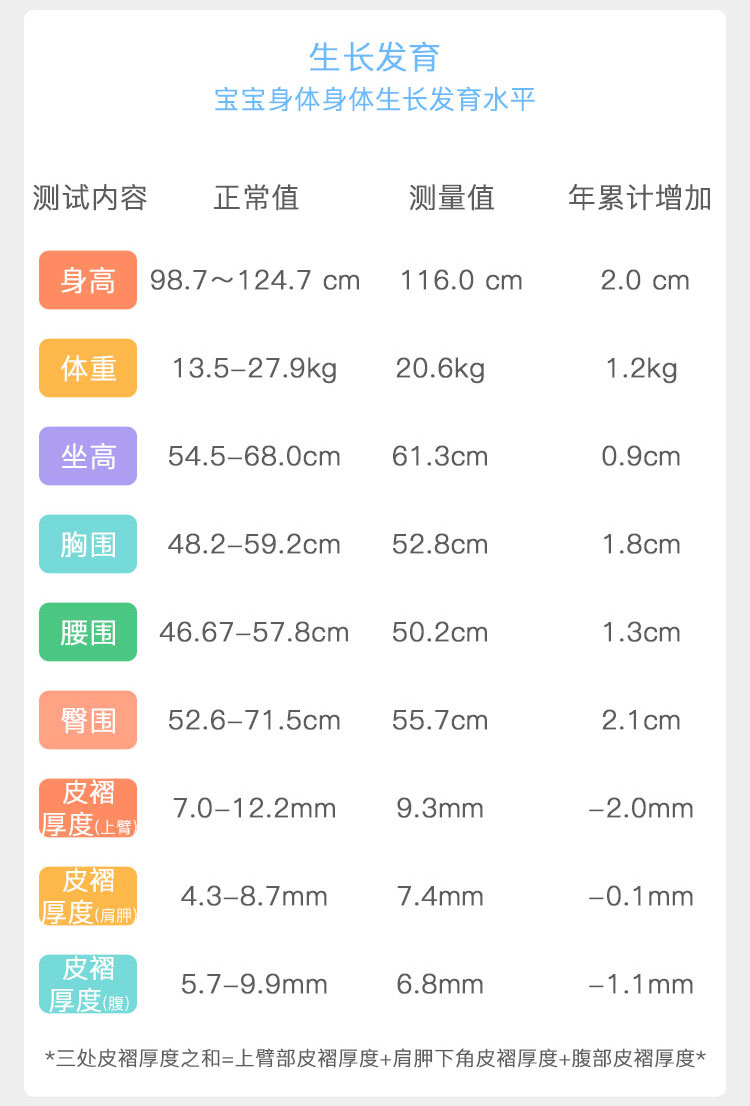 生长发育
宝宝身体身体生长发育水平
测试内容 正常值 测量值 年累计增加
身高 98.7～124.7 cm 116.0 cm 2.0 cm
体重 13.5–27.9kg 20.6kg 1.2kg
坐高 54.5–68.0cm 61.3cm 0.9cm
胸围 48.2–59.2cm 52.8cm 1.8cm
腰围 46.67–57.8cm 50.2cm 1.3cm
臀围 52.6–71.5cm 55.7cm 2.1cm
皮褶
厚度(上臂) 7.0–12.2mm 9.3mm –2.0mm
皮褶
厚度(肩胛) 4.3–8.7mm 7.4mm –0.1mm
皮褶
厚度(腹) 5.7–9.9mm 6.8mm –1.1mm
*三处皮褶厚度之和=上臂部皮褶厚度+肩胛下角皮褶厚度+腹部皮褶厚度*